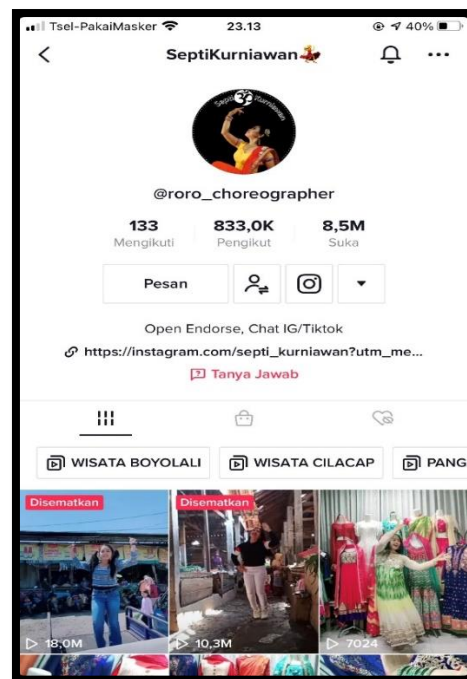 Tsel-PakaiMasker 23.13 40%
SeptiKurniawan
Septi Kurniawan
@roro_choreographer
133 833,0K 8,5M
Mengikuti Pengikut Suka
Pesan
Open Endorse, Chat IG/Tiktok
https://instagram.com/septi_kurniawan?utm_me...
Tanya Jawab
WISATA BOYOLALI WISATA CILACAP PANG
Disematkan Disematkan
18,0M 10,3M 7024